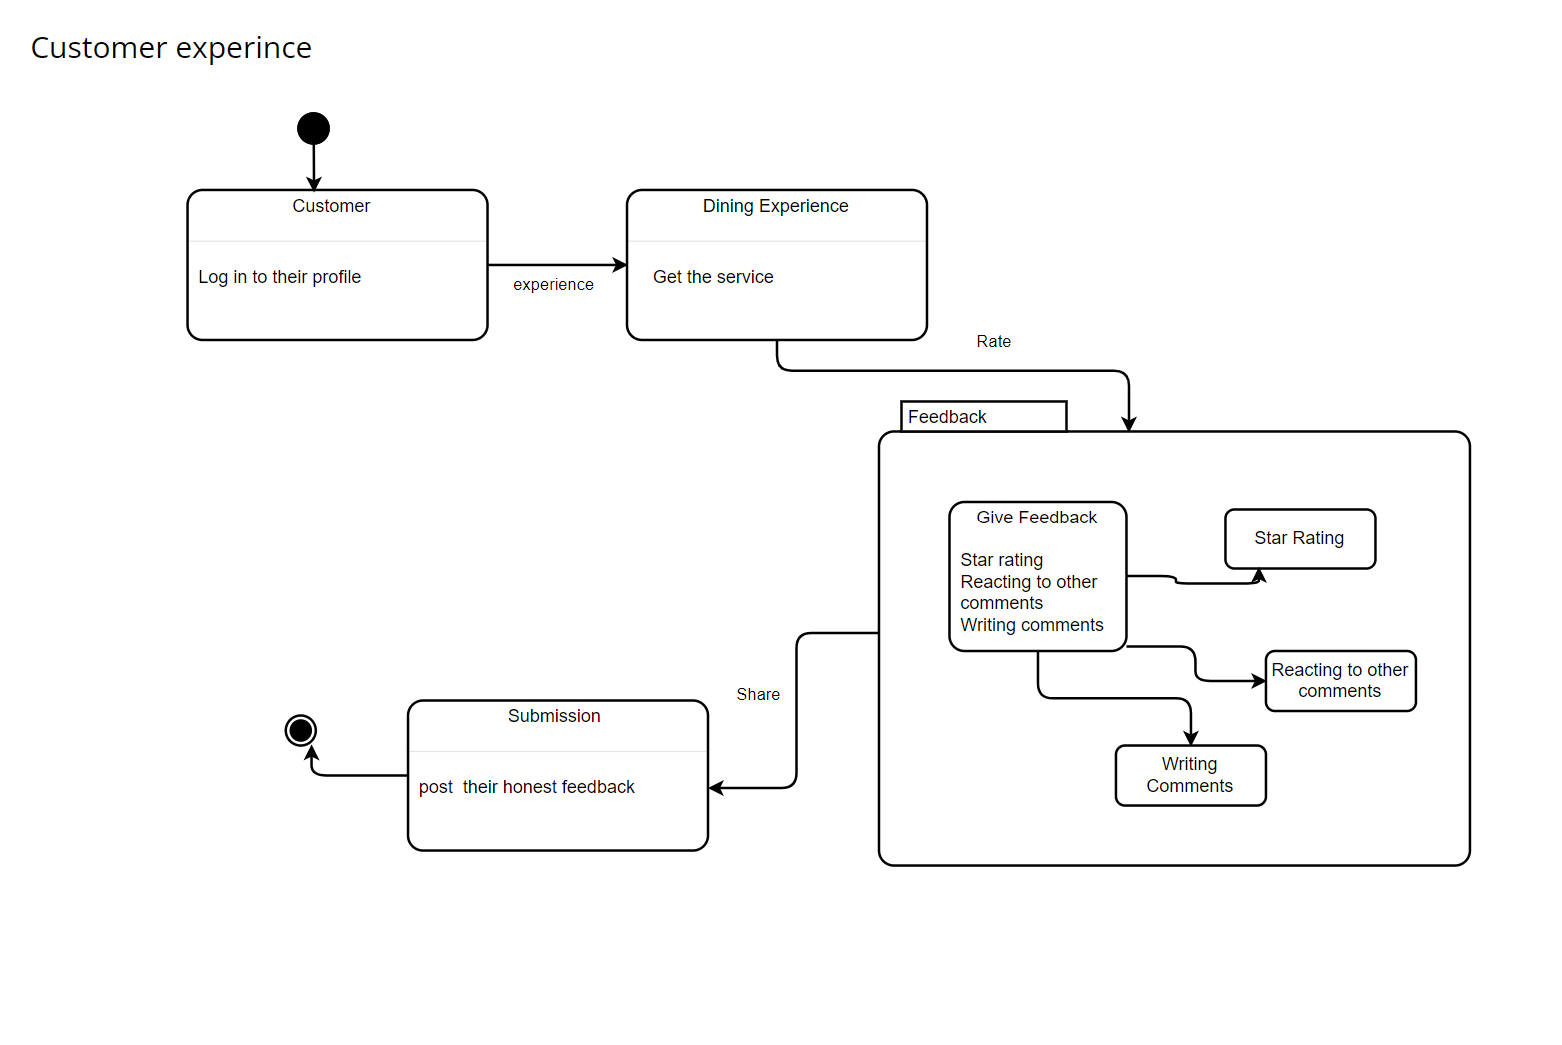 Customer experince
Customer
Log in to their profile
experience
Dining Experience
Get the service
Rate
Feedback
Give Feedback
Star rating
Reacting to other
comments
Writing comments
Star Rating
Reacting to other
comments
Writing
Comments
Share
Submission
post  their honest feedback